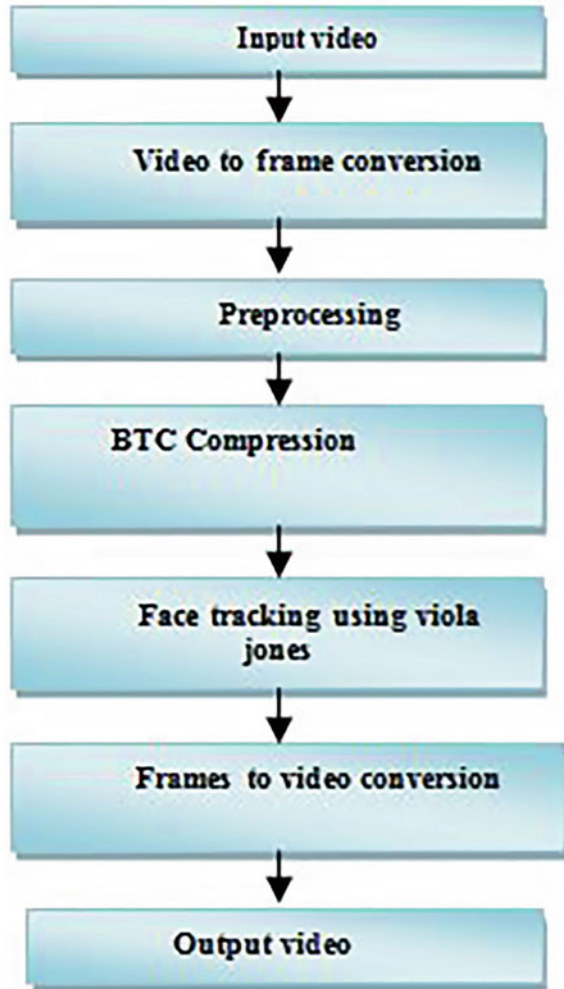 Input video
Video to frame conversion
Preprocessing
BTC Compression
Face tracking using viola
jones
Frames to video conversion
Output video